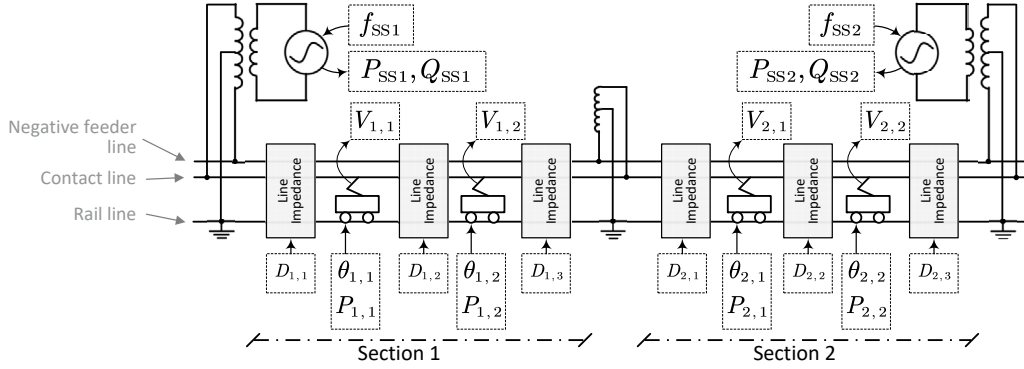 f_SS1
P_SS1, Q_SS1
f_SS2
P_SS2, Q_SS2
V_1,1
V_1,2
V_2,1
V_2,2
Negative feeder
line
Contact line
Rail line
Line
Impedance
Line
Impedance
Line
Impedance
Line
Impedance
Line
Impedance
Line
Impedance
D_1,1
θ_1,1
P_1,1
D_1,2
θ_1,2
P_1,2
D_1,3
D_2,1
θ_2,1
P_2,1
D_2,2
θ_2,2
P_2,2
D_2,3
Section 1
Section 2